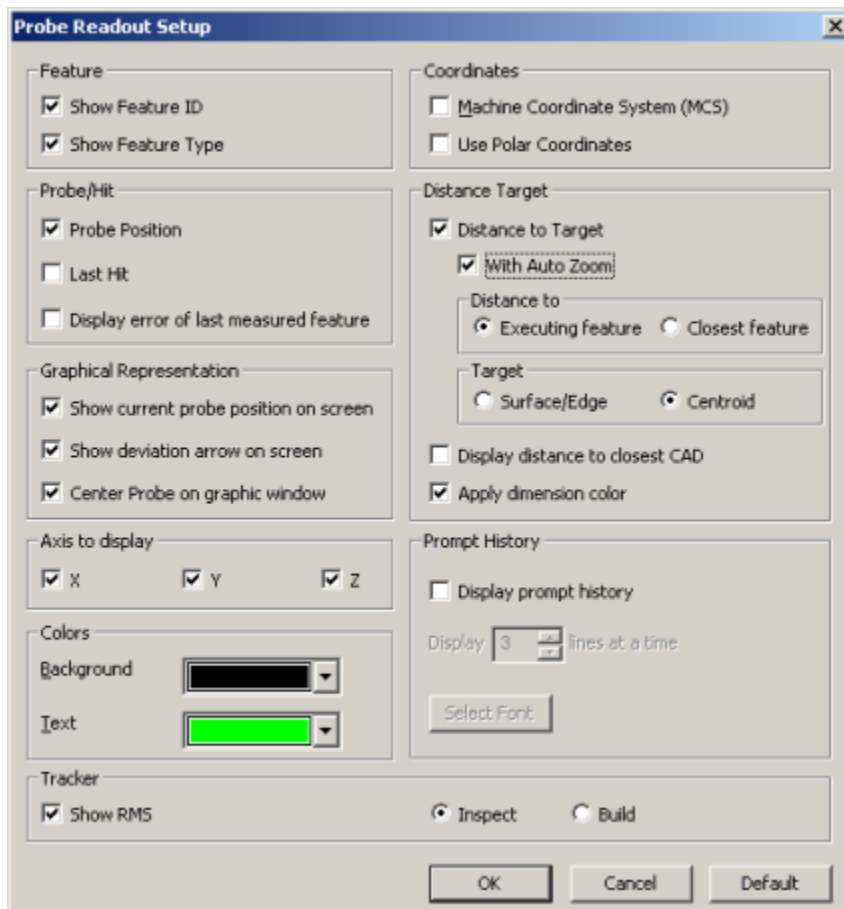 Probe Readout Setup
Feature
Show Feature ID
Show Feature Type
Coordinates
Machine Coordinate System (MCS)
Use Polar Coordinates
Probe/Hit
Probe Position
Last Hit
Display error of last measured feature
Distance Target
Distance to Target
With Auto Zoom
Distance to
Executing feature Closest feature
Target
Surface/Edge Centroid
Display distance to closest CAD
Apply dimension color
Graphical Representation
Show current probe position on screen
Show deviation arrow on screen
Center Probe on graphic window
Axis to display
X Y Z
Prompt History
Display prompt history
Display 3 lines at a time
Select Font
Colors
Background
Text
Tracker
Show RMS Inspect Build
OK Cancel Default